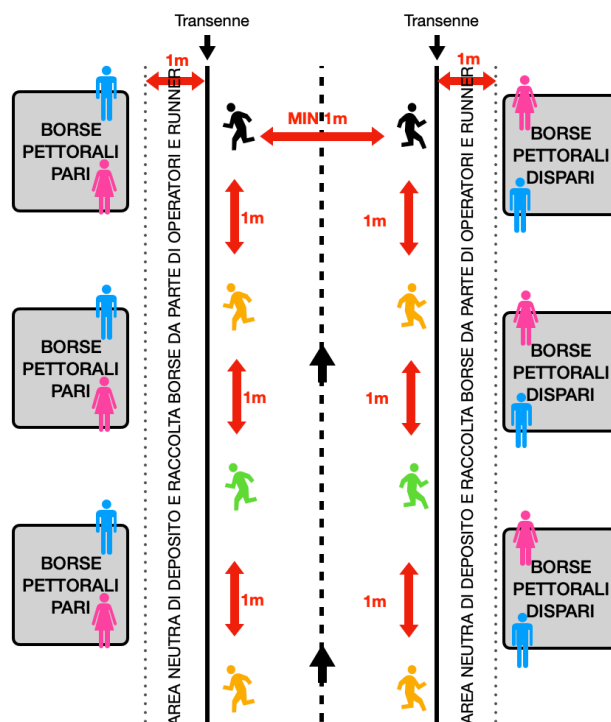 Transenne
Transenne
1m
1m
MIN 1m
BORSE
PETTORALI
PARI
BORSE
PETTORALI
DISPARI
1m
1m
BORSE
PETTORALI
PARI
BORSE
PETTORALI
DISPARI
1m
1m
BORSE
PETTORALI
PARI
BORSE
PETTORALI
DISPARI
1m
1m
AREA NEUTRA DI DEPOSITO E RACCOLTA BORSE DA PARTE DI OPERATORI E RUNNER
AREA NEUTRA DI DEPOSITO E RACCOLTA BORSE DA PARTE DI OPERATORI E RUNNER